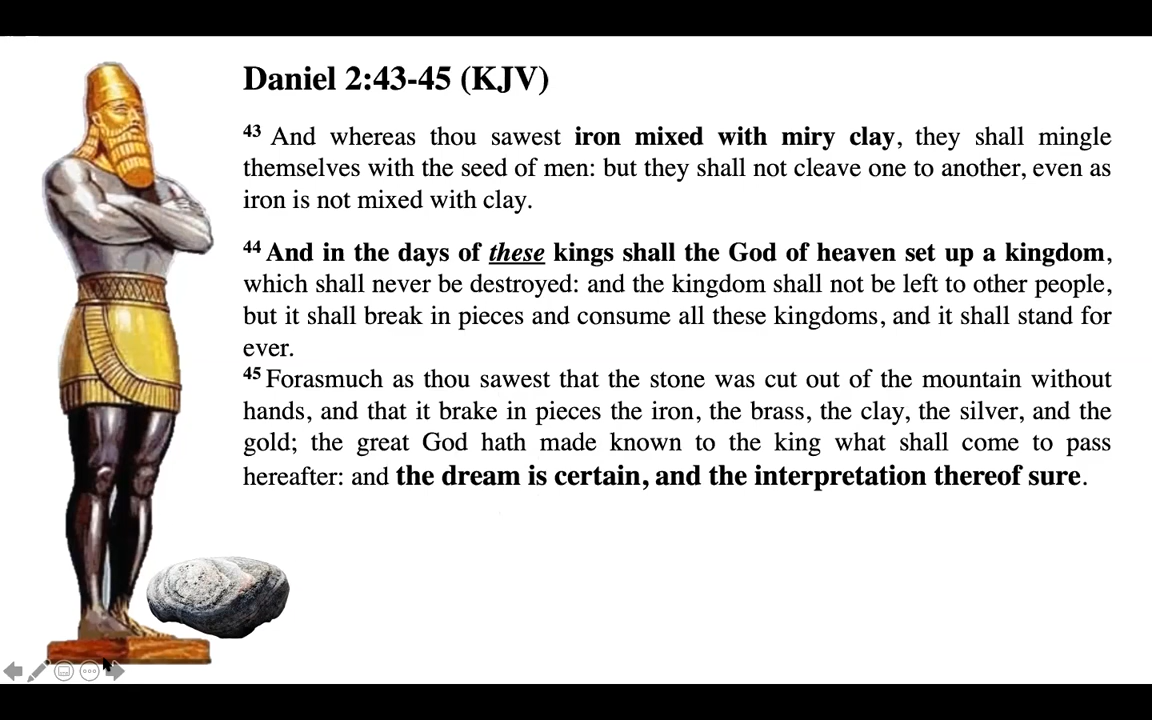 Daniel 2:43-45 (KJV)
43 And whereas thou sawest iron mixed with miry clay, they shall mingle
themselves with the seed of men: but they shall not cleave one to another, even as
iron is not mixed with clay.
44 And in the days of these kings shall the God of heaven set up a kingdom,
which shall never be destroyed: and the kingdom shall not be left to other people,
but it shall break in pieces and consume all these kingdoms, and it shall stand for
ever.
45 Forasmuch as thou sawest that the stone was cut out of the mountain without
hands, and that it brake in pieces the iron, the brass, the clay, the silver, and the
gold; the great God hath made known to the king what shall come to pass
hereafter: and the dream is certain, and the interpretation thereof sure.